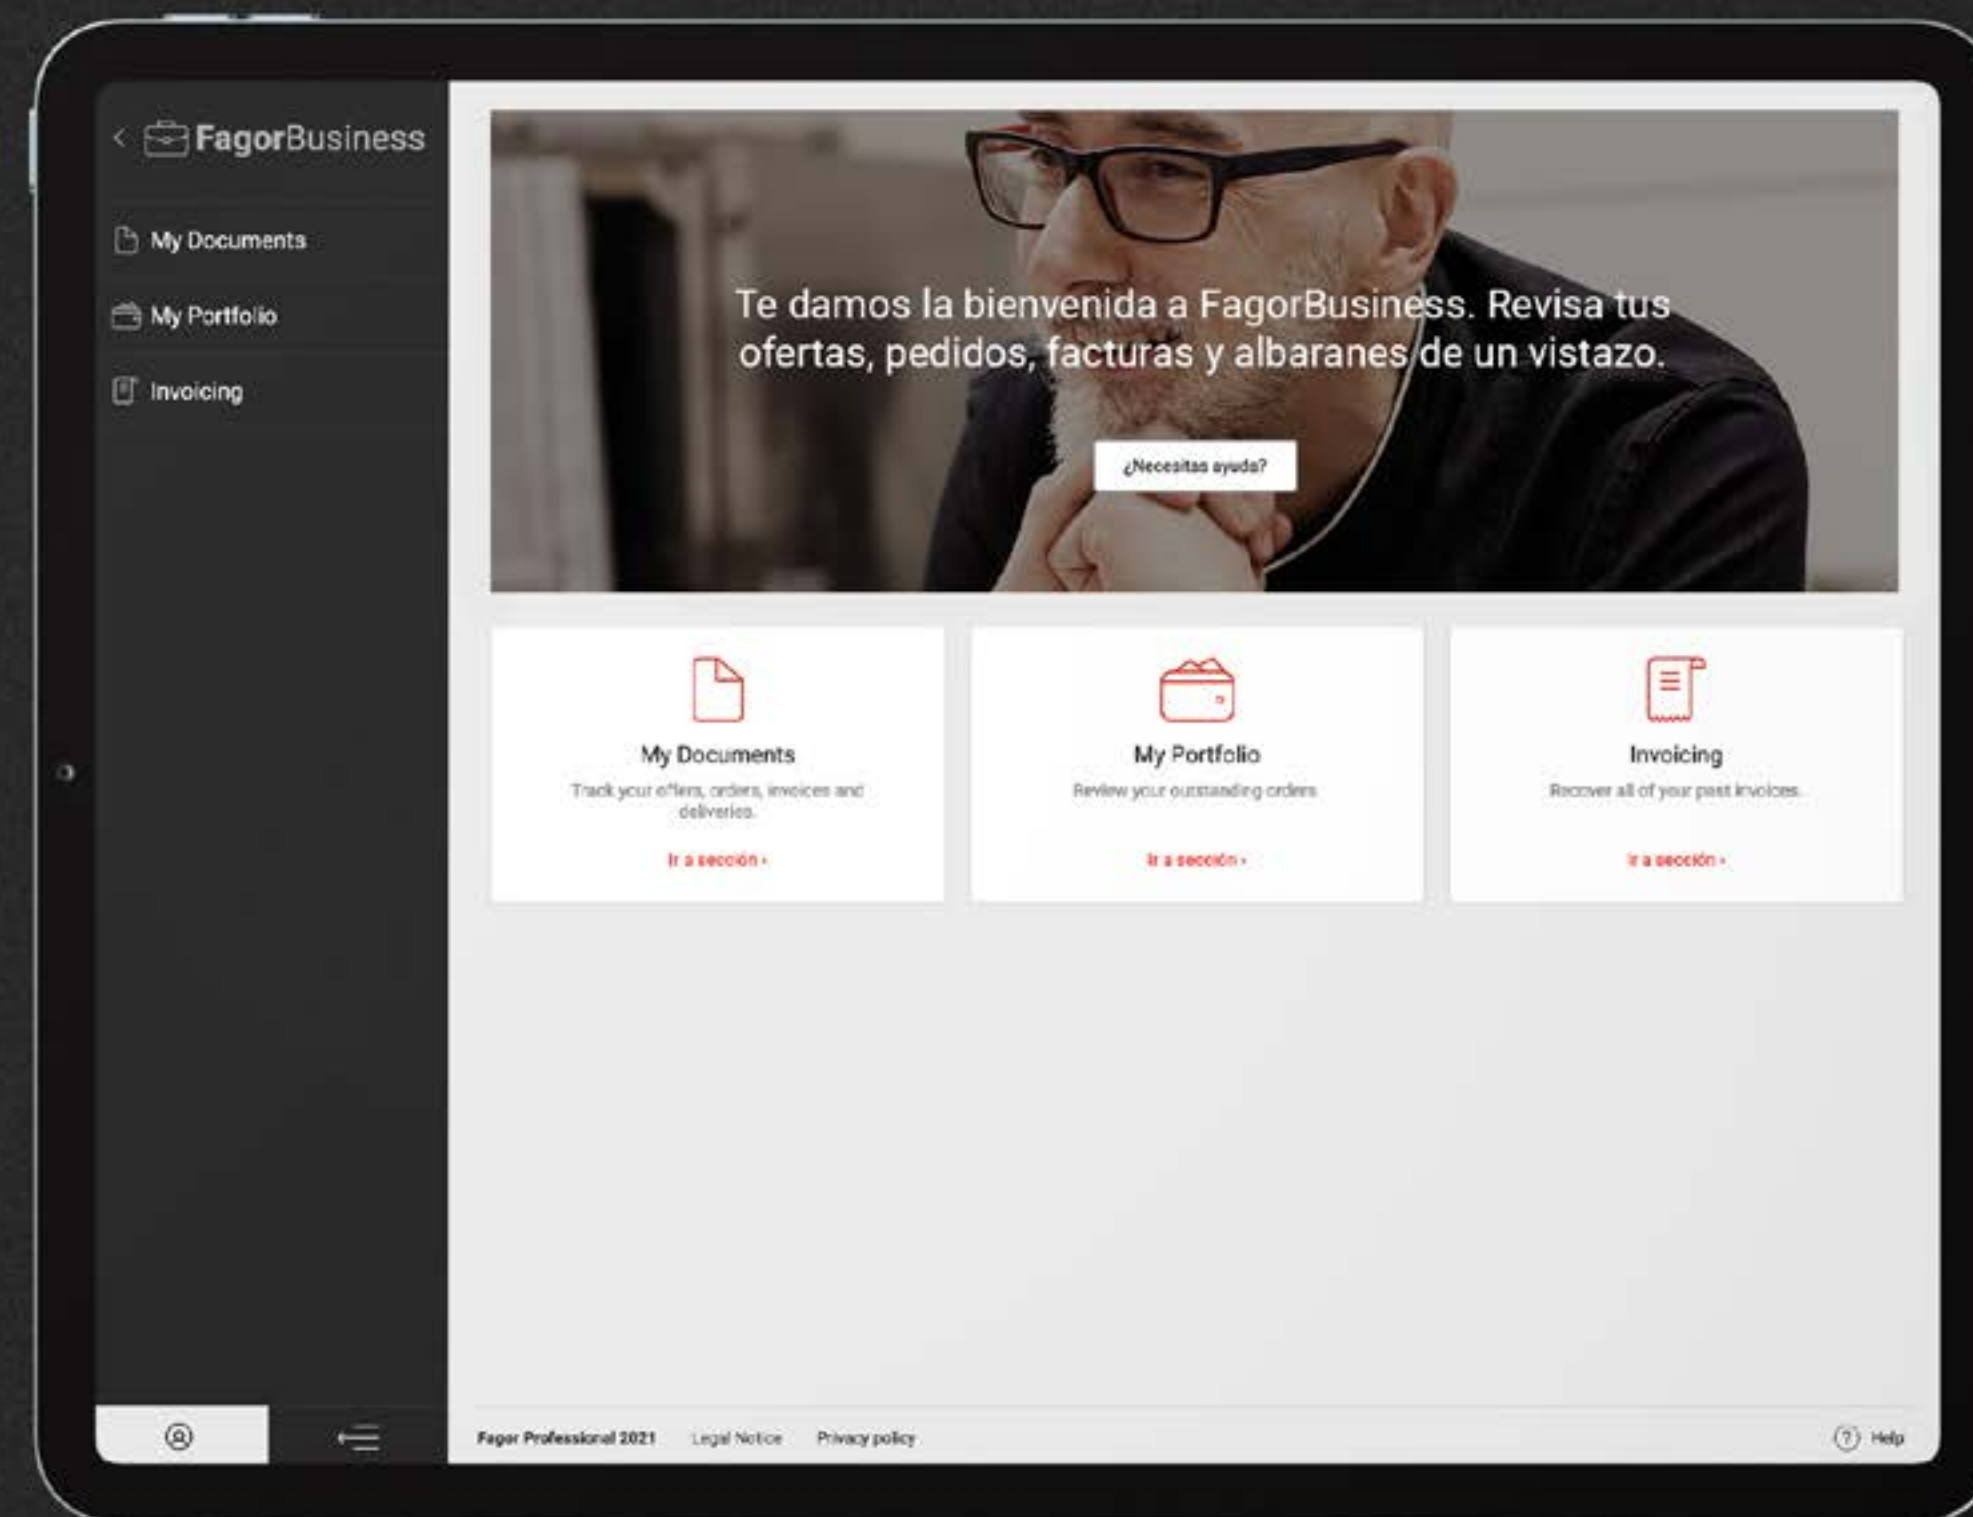 FagorBusiness
My Documents
My Portfolio
Invoicing
Te damos la bienvenida a FagorBusiness. Revisa tus
ofertas, pedidos, facturas y albaranes de un vistazo.
¿Necesitas ayuda?
My Documents
Track your offers, orders, invoices and
deliveries.
Ir a sección ›
My Portfolio
Review your outstanding orders.
Ir a sección ›
Invoicing
Recover all of your past invoices.
Ir a sección ›
Fagor Professional 2021
Legal Notice
Privacy policy
? Help